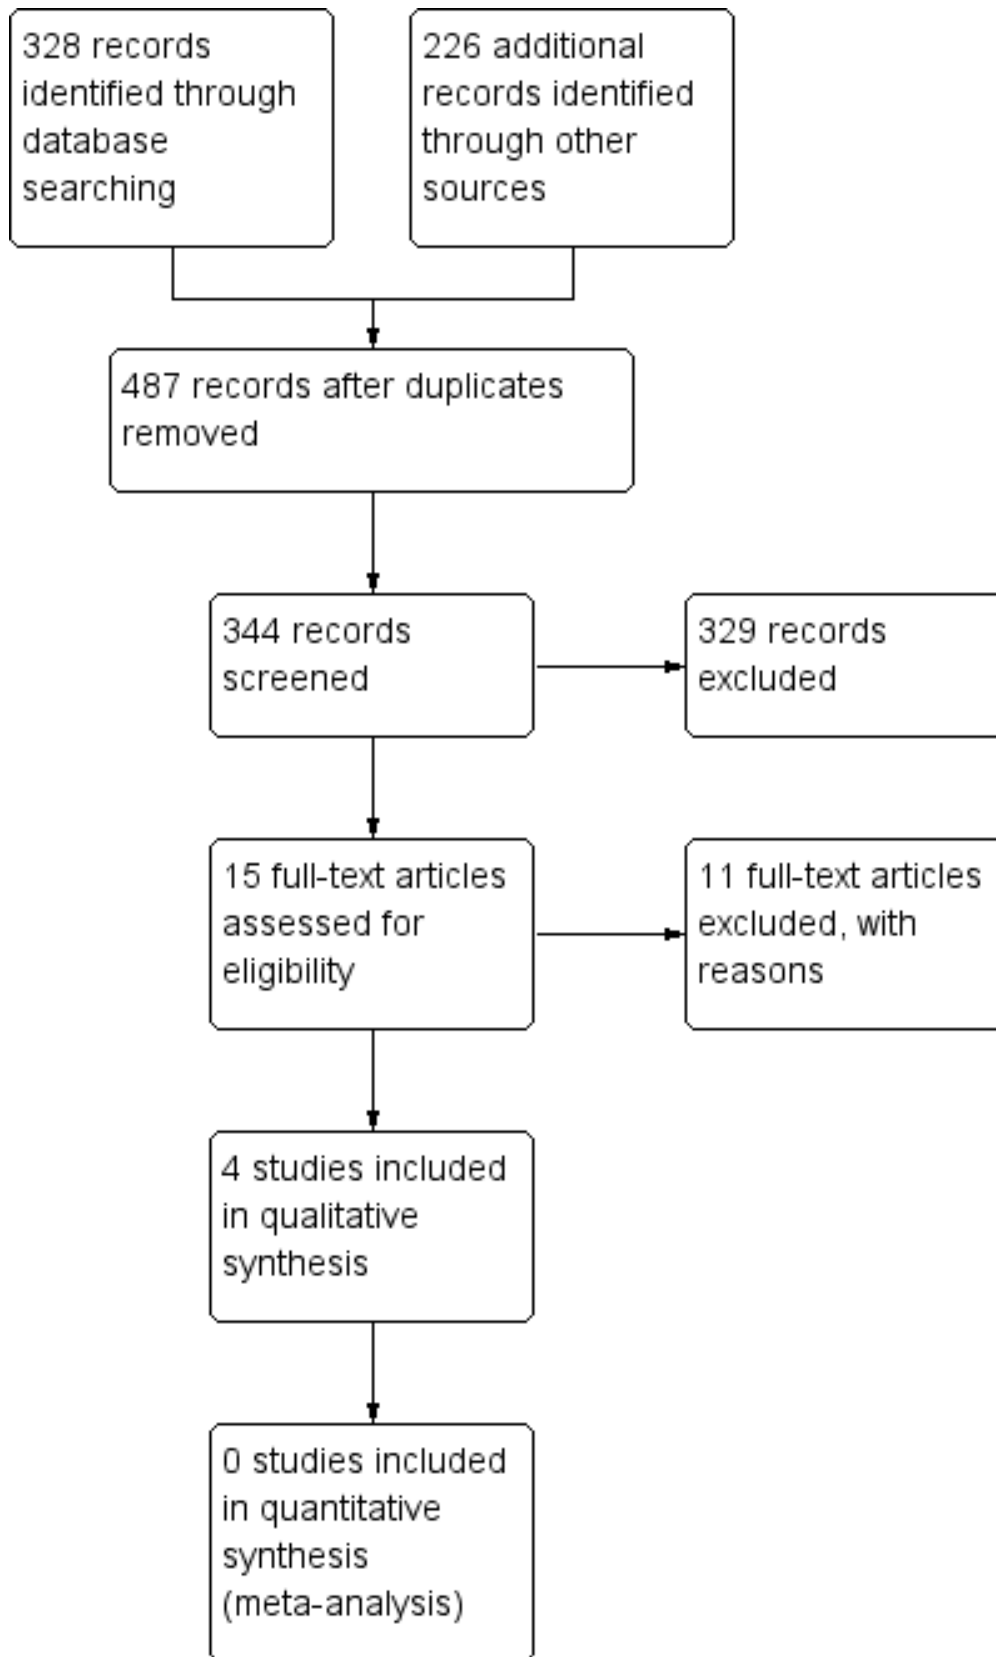 328 records
identified through
database
searching
226 additional
records identified
through other
sources
487 records after duplicates
removed
344 records
screened
329 records
excluded
15 full-text articles
assessed for
eligibility
11 full-text articles
excluded, with
reasons
4 studies included
in qualitative
synthesis
0 studies included
in quantitative
synthesis
(meta-analysis)